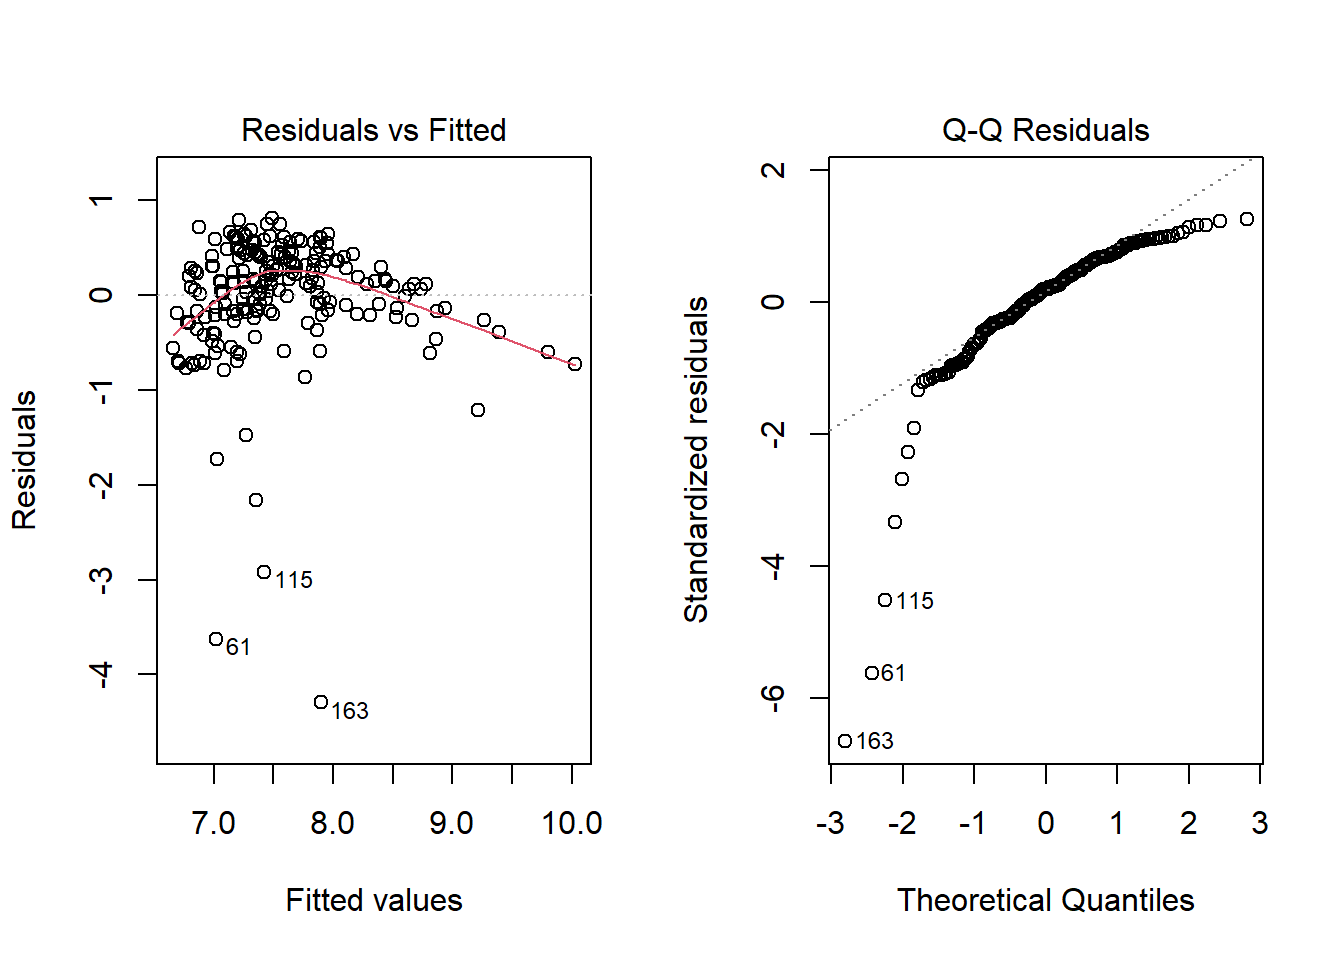 Residuals vs Fitted
Residuals
1
0
-1
-2
-3
-4
115
61
163
7.0 8.0 9.0 10.0
Fitted values
Q-Q Residuals
Standardized residuals
2
0
-2
-4
-6
115
61
163
-3 -2 -1 0 1 2 3
Theoretical Quantiles